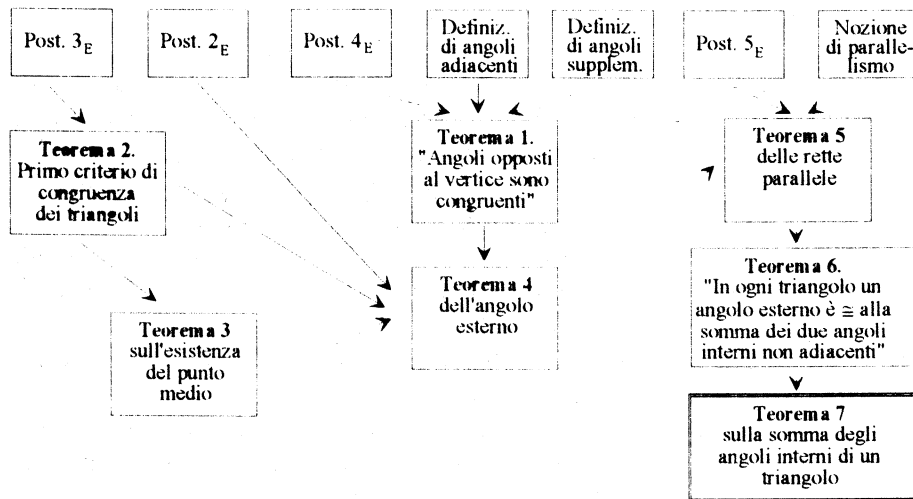 Post. 3E
Post. 2E
Post. 4E
Definiz.
di angoli
adiacenti
Definiz.
di angoli
supplem.
Post. 5E
Nozione
di paralle-
lismo
Teorema 2.
Primo criterio di
congruenza
dei triangoli
Teorema 1.
"Angoli opposti
al vertice sono
congruenti"
Teorema 5
delle rette
parallele
Teorema 3
sull'esistenza
del punto
medio
Teorema 4
dell'angolo
esterno
Teorema 6.
"In ogni triangolo un
angolo esterno è ≅ alla
somma dei due angoli
interni non adiacenti"
Teorema 7
sulla somma degli
angoli interni di un
triangolo